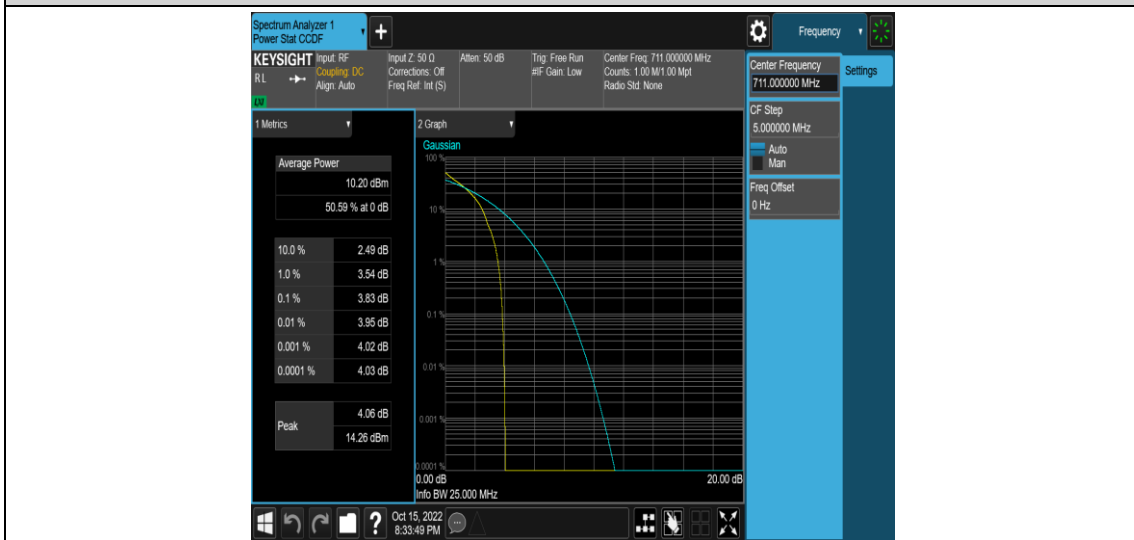 Spectrum Analyzer 1
Power Stat CCDF
+
Frequency
KEYSIGHT
RL
LXI
Input: RF
Coupling: DC
Align: Auto
Input Z: 50 Ω
Corrections: Off
Freq Ref: Int (S)
Atten: 50 dB
Trig: Free Run
#IF Gain: Low
Center Freq: 711.000000 MHz
Counts: 1.00 M/1.00 Mpt
Radio Std: None
Center Frequency
711.000000 MHz
Settings
CF Step
5.000000 MHz
Auto
Man
Freq Offset
0 Hz
1 Metrics
Average Power
10.20 dBm
50.59 % at 0 dB
10.0 % 2.49 dB
1.0 % 3.54 dB
0.1 % 3.83 dB
0.01 % 3.95 dB
0.001 % 4.02 dB
0.0001 % 4.03 dB
Peak
4.06 dB
14.26 dBm
2 Graph
Gaussian
100 %
10 %
1 %
0.1 %
0.01 %
0.001 %
0.0001 %
0.00 dB 20.00 dB
Info BW 25.000 MHz
?
Oct 15, 2022
8:33:49 PM